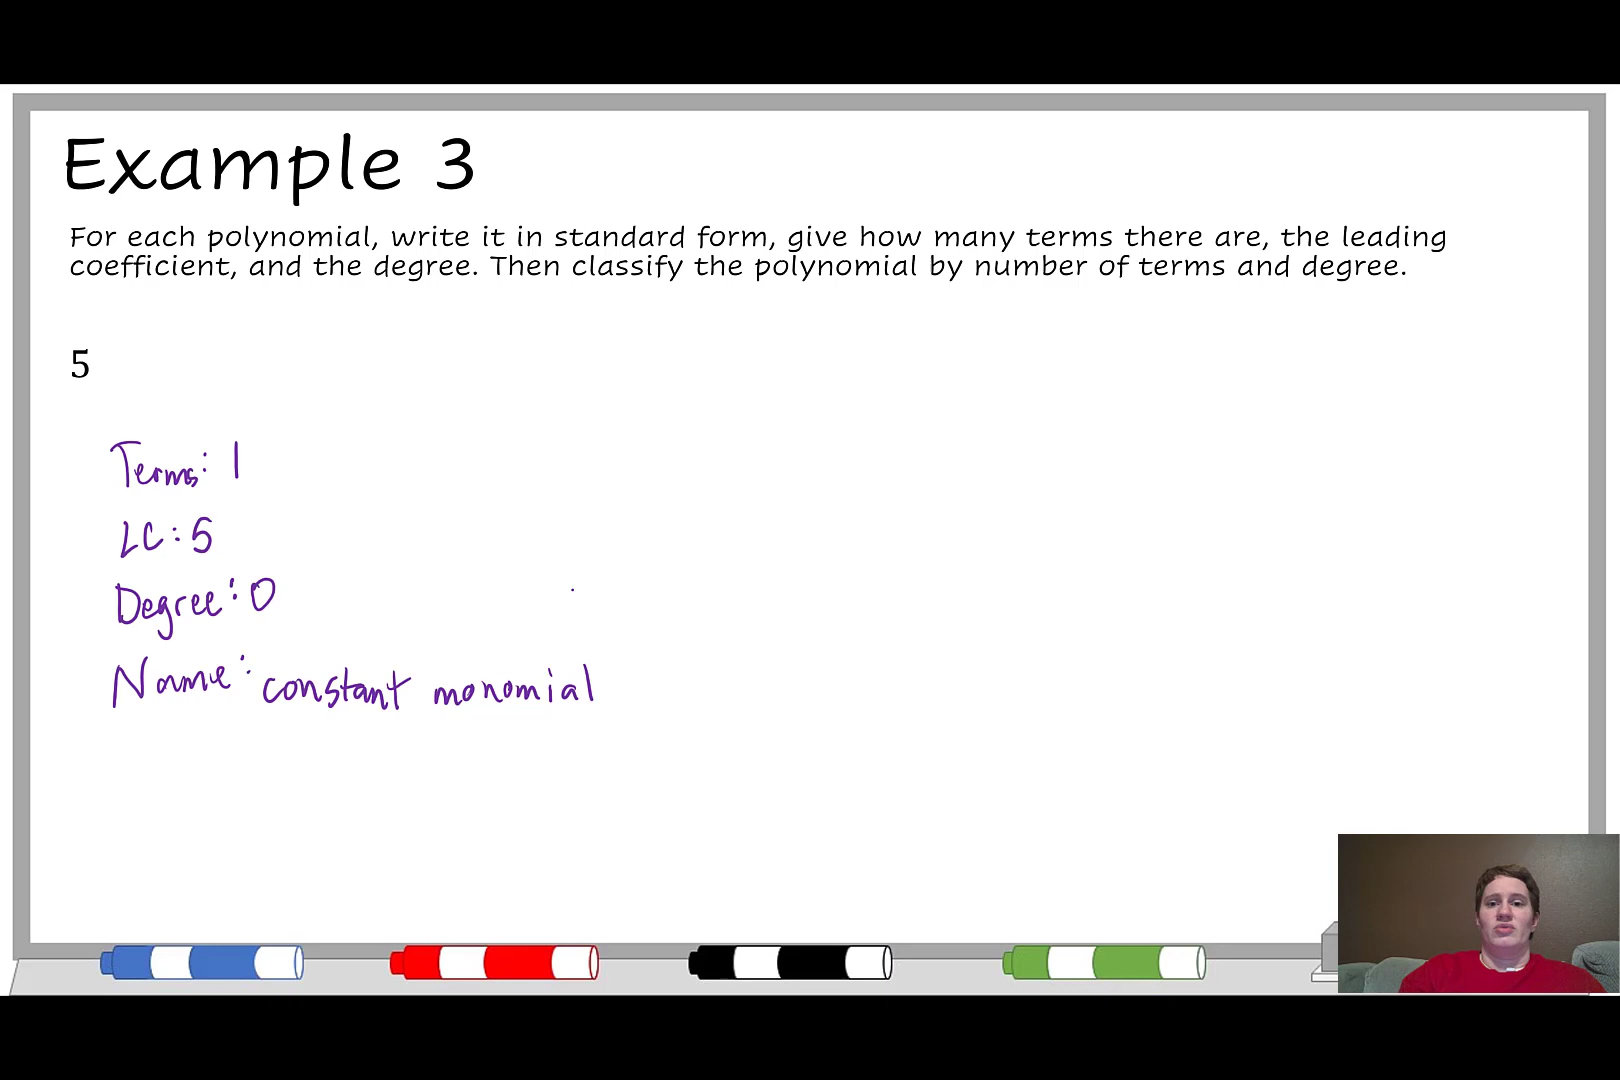 Example 3
For each polynomial, write it in standard form, give how many terms there are, the leading
coefficient, and the degree. Then classify the polynomial by number of terms and degree.
5
Terms: 1
LC: 5
Degree: 0
Name: constant monomial